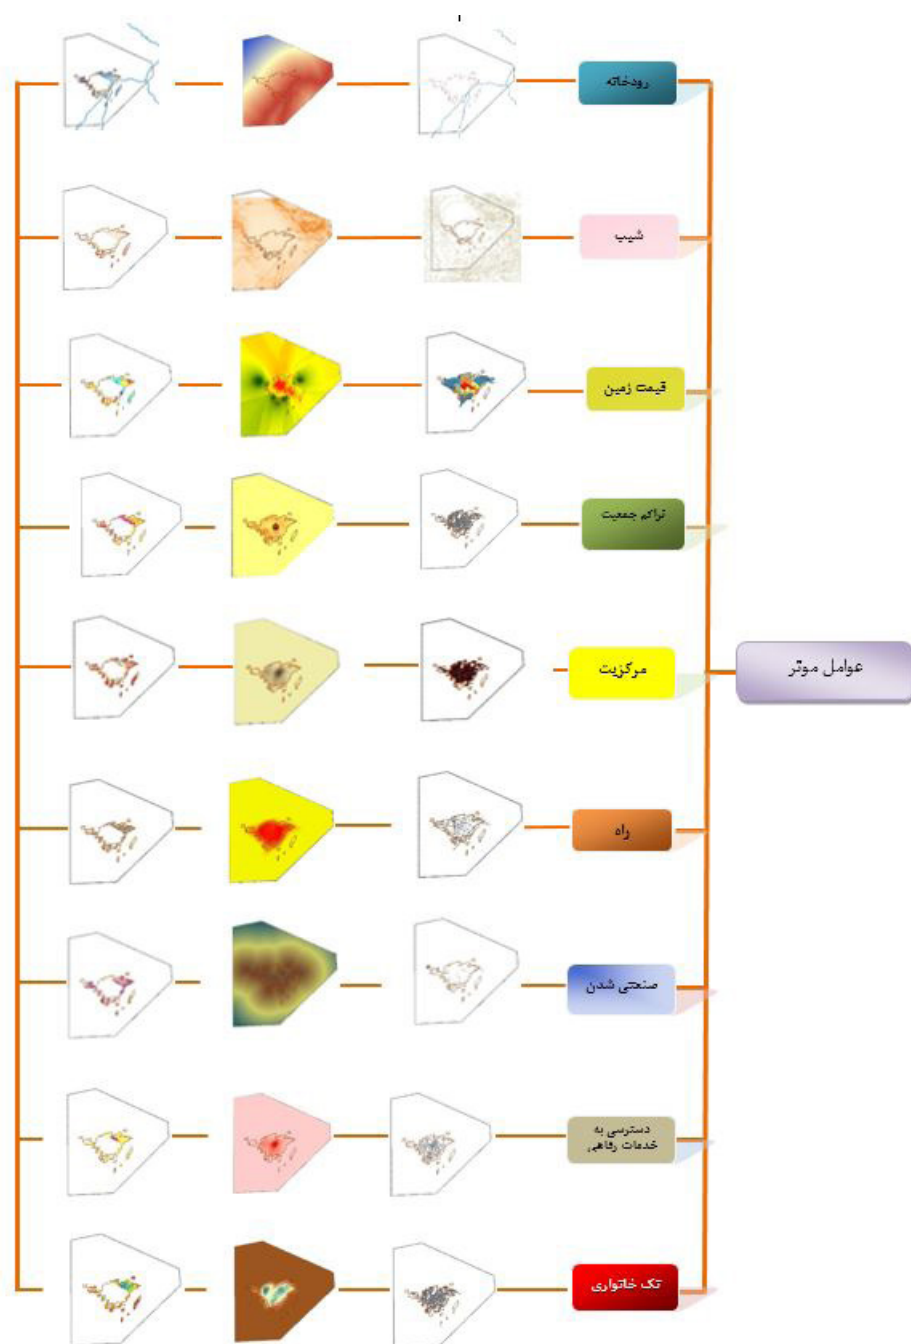 رودخانه
شیب
قیمت زمین
تراکم جمعیت
عوامل موثر
مرکزیت
راه
صنعتی شدن
دسترسی به
خدمات رفاهی
تک خانواری